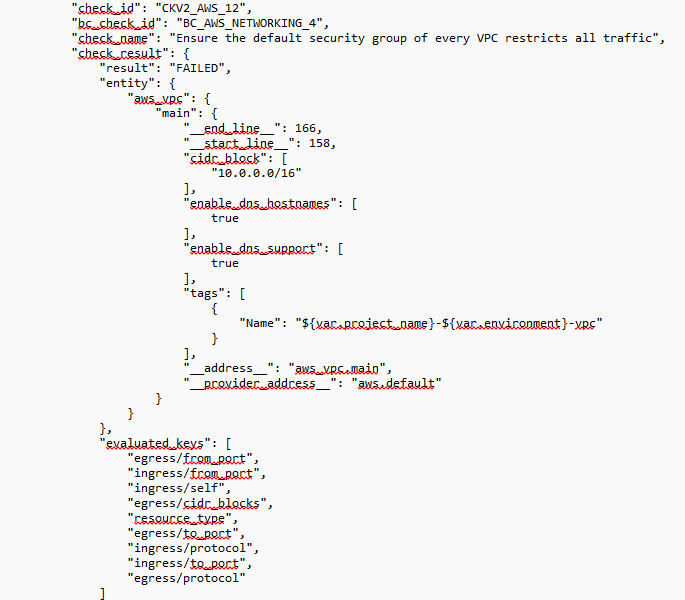 "check_id": "CKV2_AWS_12",
"bc_check_id": "BC_AWS_NETWORKING_4",
"check_name": "Ensure the default security group of every VPC restricts all traffic",
"check_result": {
"result": "FAILED",
"entity": {
"aws_vpc": {
"main": {
"__end_line__": 166,
"__start_line__": 158,
"cidr_block": [
"10.0.0.0/16"
],
"enable_dns_hostnames": [
true
],
"enable_dns_support": [
true
],
"tags": [
{
"Name": "${var.project_name}-${var.environment}-vpc"
}
],
"__address__": "aws_vpc.main",
"__provider_address__": "aws.default"
}
}
},
"evaluated_keys": [
"egress/from_port",
"ingress/from_port",
"ingress/self",
"egress/cidr_blocks",
"resource_type",
"egress/to_port",
"ingress/protocol",
"ingress/to_port",
"egress/protocol"
]